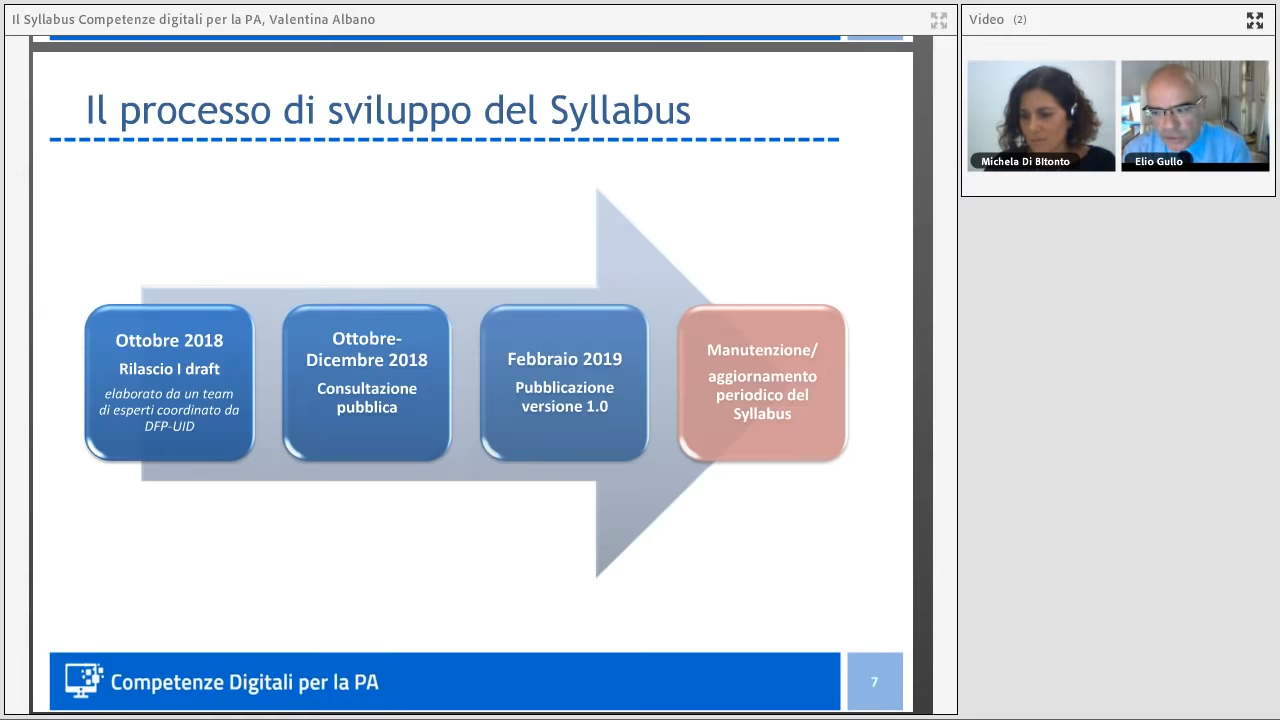 Il Syllabus Competenze digitali per la PA, Valentina Albano
Video (2)
Michela Di BItonto
Elio Gullo
Il processo di sviluppo del Syllabus
Ottobre 2018
Rilascio I draft
elaborato da un team
di esperti coordinato da
DFP-UID
Ottobre-
Dicembre 2018
Consultazione
pubblica
Febbraio 2019
Pubblicazione
versione 1.0
Manutenzione/
aggiornamento
periodico del
Syllabus
Competenze Digitali per la PA
7